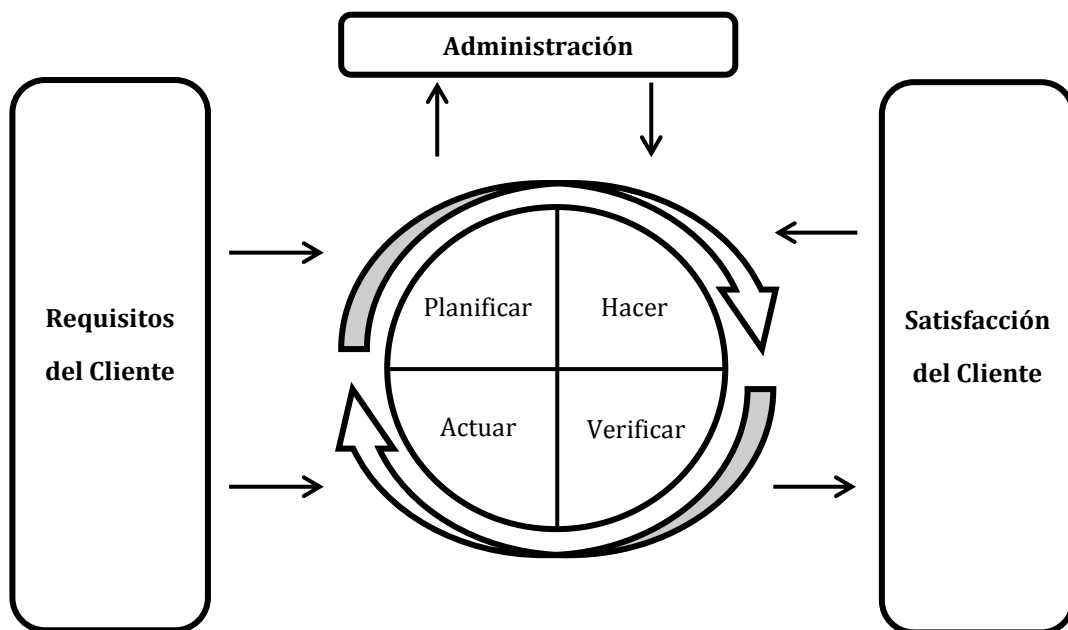 Administración
Requisitos
del Cliente
Planificar
Hacer
Actuar
Verificar
Satisfacción
del Cliente